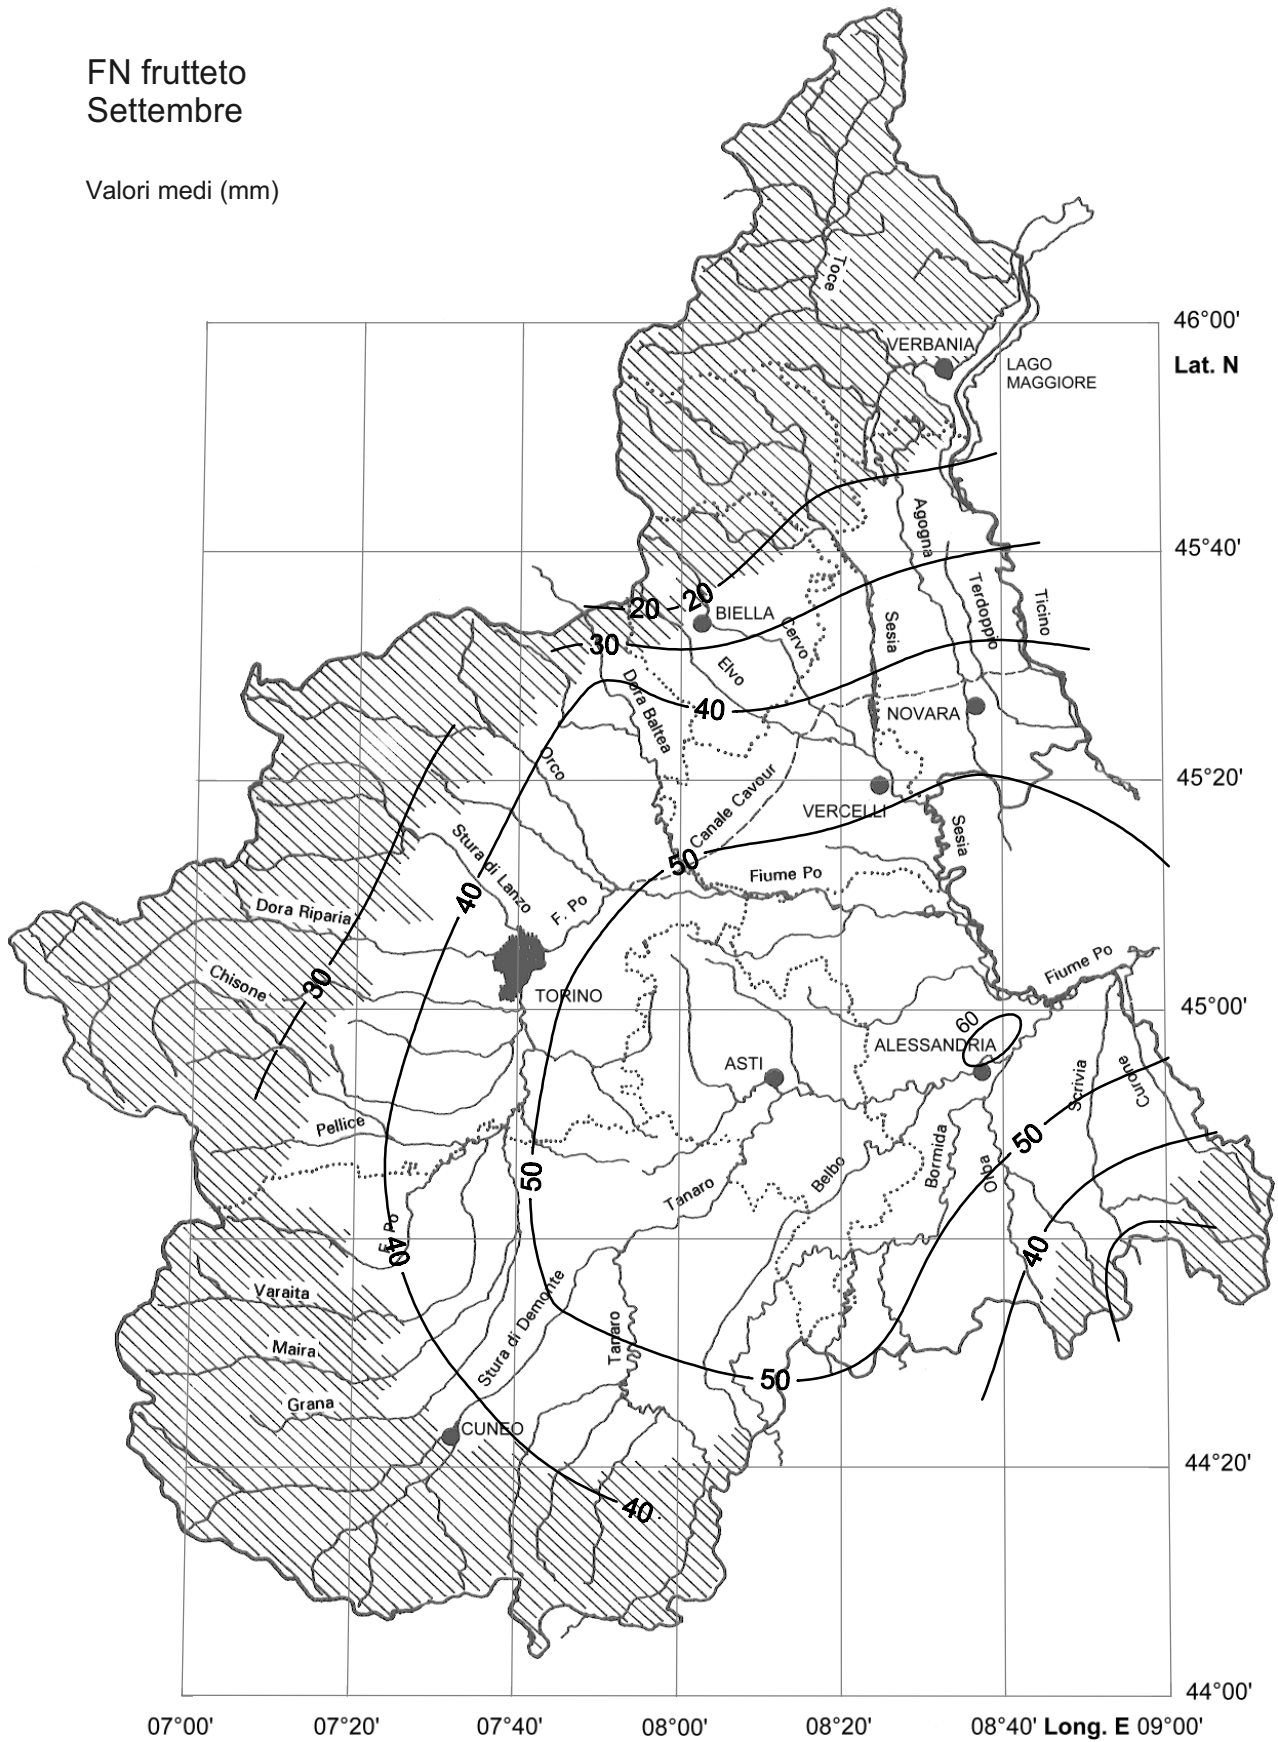 FN frutteto
Settembre
Valori medi (mm)
Toce
46°00'
VERBANIA
Lat. N
LAGO
MAGGIORE
Agogna
45°40'
Terdoppio
Ticino
20
20
BIELLA
Sesia
Cervo
30
Elvo
Dora Baltea
40
NOVARA
Orco
45°20'
Canale Cavour
VERCELLI
Sesia
Stura di Lanzo
50
Fiume Po
40
F. Po
Dora Riparia
Fiume Po
Chisone
30
TORINO
45°00'
60
ALESSANDRIA
ASTI
Scrivia
Curone
Pellice
50
Bormida
Orba
50
Belbo
Tanaro
F. Po
40
40
Varaita
Stura di Demonte
Tanaro
Maira
50
Grana
CUNEO
44°20'
40
44°00'
07°00'
07°20'
07°40'
08°00'
08°20'
08°40'
Long. E
09°00'